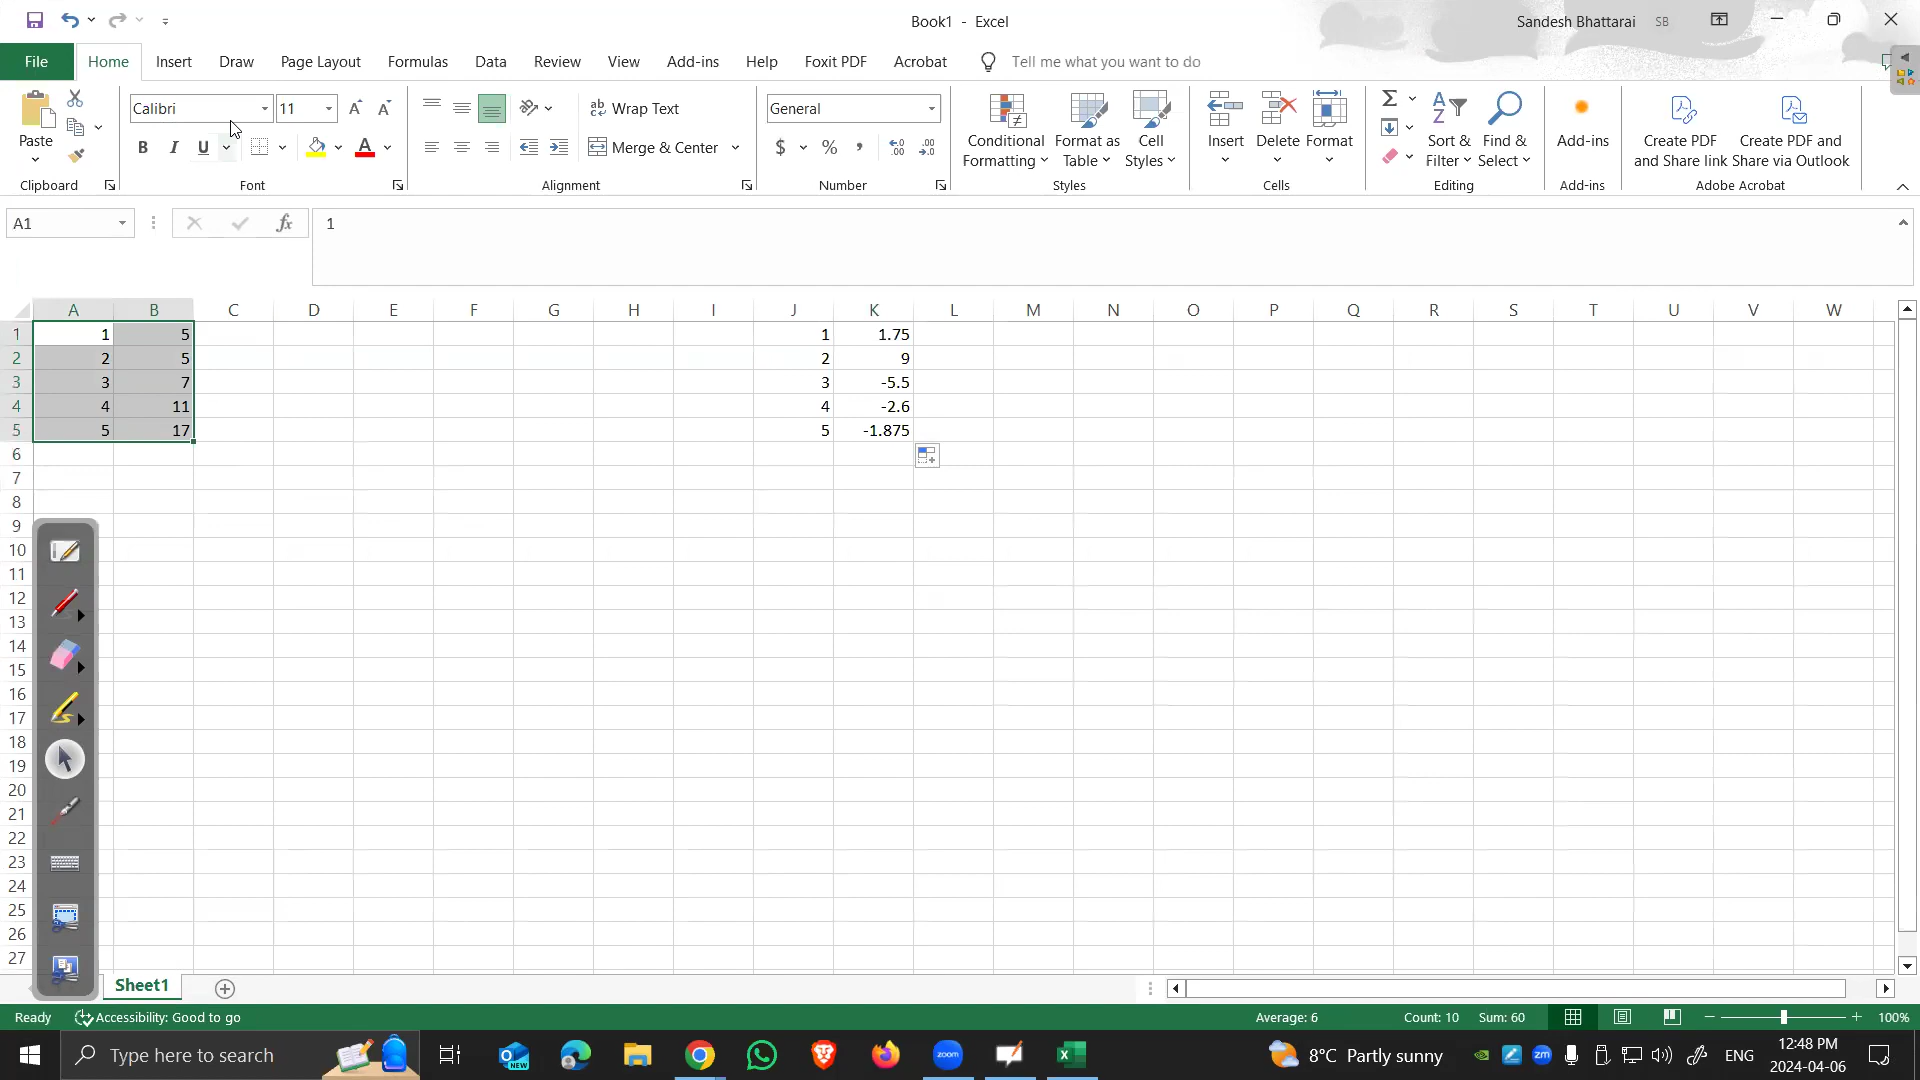 Book1 - Excel
Sandesh Bhattarai SB
File Home Insert Draw Page Layout Formulas Data Review View Add-ins Help Foxit PDF Acrobat Tell me what you want to do
Calibri 11 Wrap Text General
Paste Conditional Formatting Format as Table Cell Styles Insert Delete Format Sort & Filter Find & Select Add-ins Create PDF and Share link Create PDF and Share via Outlook
B I U A Merge & Center $ % ,
Clipboard Font Alignment Number Styles Cells Editing Add-ins Adobe Acrobat
A1 fx 1
A B C D E F G H I J K L M N O P Q R S T U V W
1 1 5 1 1.75
2 2 5 2 9
3 3 7 3 -5.5
4 4 11 4 -2.6
5 5 17 5 -1.875
6
7
8
9
10
11
12
13
14
15
16
17
18
19
20
21
22
23
24
25
26
27
Sheet1
Ready Accessibility: Good to go Average: 6 Count: 10 Sum: 60 100%
Type here to search zoom 8°C Partly sunny zm ENG 12:48 PM
2024-04-06